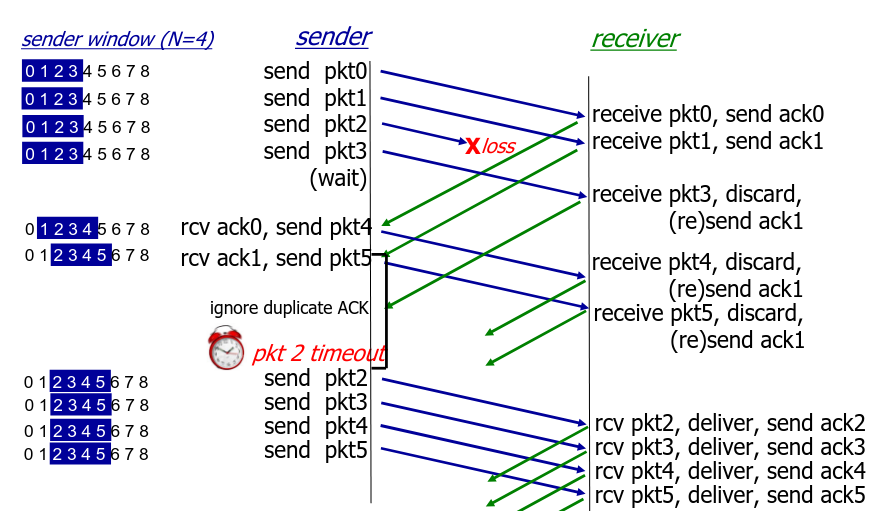 sender window (N=4) sender receiver
0 1 2 3 4 5 6 7 8 send pkt0
0 1 2 3 4 5 6 7 8 send pkt1
receive pkt0, send ack0
0 1 2 3 4 5 6 7 8 send pkt2
receive pkt1, send ack1
X loss
0 1 2 3 4 5 6 7 8 send pkt3
(wait)
receive pkt3, discard,
(re)send ack1
0 1 2 3 4 5 6 7 8 rcv ack0, send pkt4
0 1 2 3 4 5 6 7 8 rcv ack1, send pkt5
receive pkt4, discard,
(re)send ack1
ignore duplicate ACK
receive pkt5, discard,
(re)send ack1
pkt 2 timeout
0 1 2 3 4 5 6 7 8 send pkt2
0 1 2 3 4 5 6 7 8 send pkt3
0 1 2 3 4 5 6 7 8 send pkt4
0 1 2 3 4 5 6 7 8 send pkt5
rcv pkt2, deliver, send ack2
rcv pkt3, deliver, send ack3
rcv pkt4, deliver, send ack4
rcv pkt5, deliver, send ack5